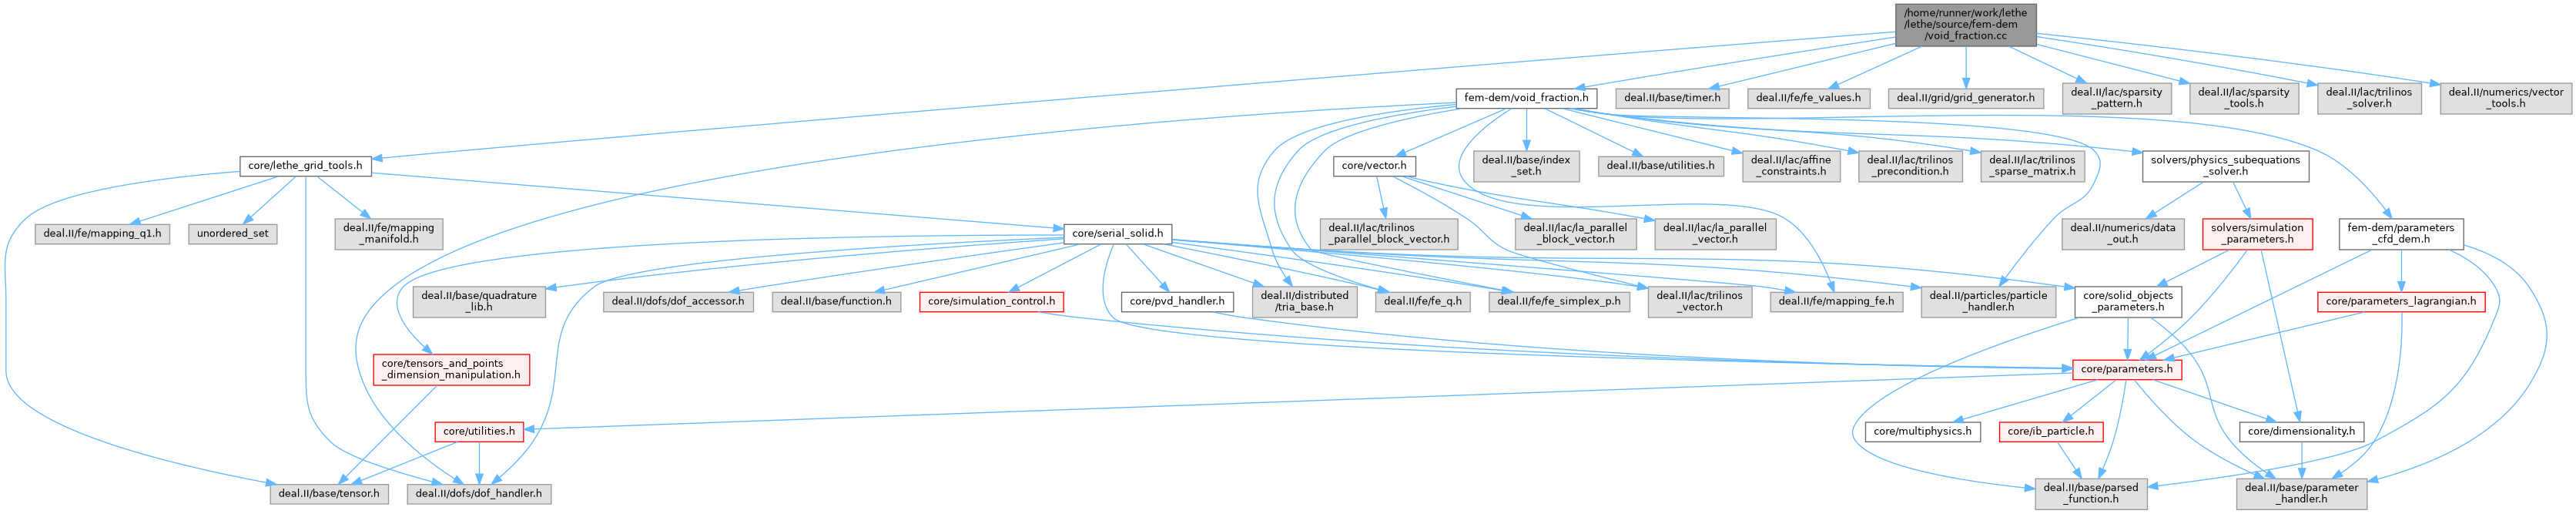 /home/runner/work/lethe
/lethe/source/fem-dem
/void_fraction.cc
fem-dem/void_fraction.h
deal.II/base/timer.h
deal.II/fe/fe_values.h
deal.II/grid/grid_generator.h
deal.II/lac/sparsity
_pattern.h
deal.II/lac/sparsity
_tools.h
deal.II/lac/trilinos
_solver.h
deal.II/numerics/vector
_tools.h
core/lethe_grid_tools.h
core/vector.h
deal.II/base/index
_set.h
deal.II/base/utilities.h
deal.II/lac/affine
_constraints.h
deal.II/lac/trilinos
_precondition.h
deal.II/lac/trilinos
_sparse_matrix.h
solvers/physics_subequations
_solver.h
deal.II/fe/mapping_q1.h
unordered_set
deal.II/fe/mapping
_manifold.h
core/serial_solid.h
deal.II/lac/trilinos
_parallel_block_vector.h
deal.II/lac/la_parallel
_block_vector.h
deal.II/lac/la_parallel
_vector.h
deal.II/numerics/data
_out.h
solvers/simulation
_parameters.h
fem-dem/parameters
_cfd_dem.h
deal.II/base/quadrature
_lib.h
deal.II/dofs/dof_accessor.h
deal.II/base/function.h
core/simulation_control.h
core/pvd_handler.h
deal.II/distributed
/tria_base.h
deal.II/fe/fe_q.h
deal.II/fe/fe_simplex_p.h
deal.II/lac/trilinos
_vector.h
deal.II/fe/mapping_fe.h
deal.II/particles/particle
_handler.h
core/solid_objects
_parameters.h
core/parameters_lagrangian.h
core/tensors_and_points
_dimension_manipulation.h
core/parameters.h
core/utilities.h
core/multiphysics.h
core/ib_particle.h
core/dimensionality.h
deal.II/base/tensor.h
deal.II/dofs/dof_handler.h
deal.II/base/parsed
_function.h
deal.II/base/parameter
_handler.h